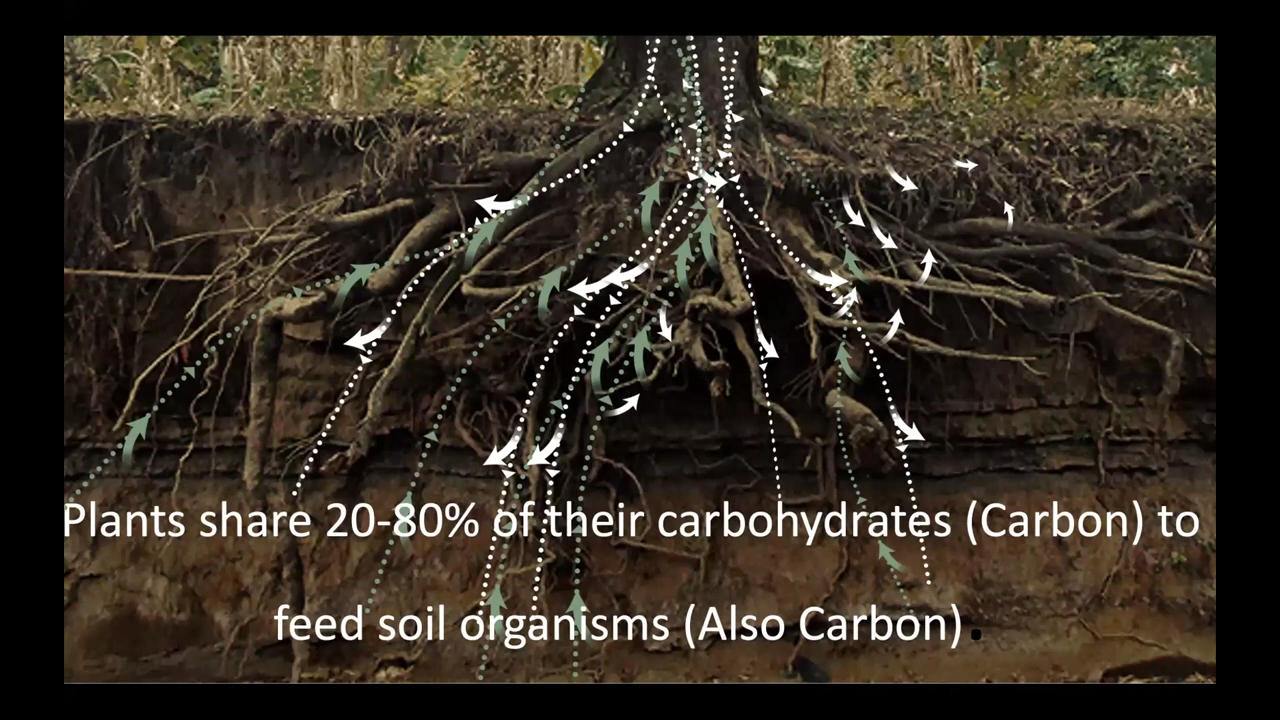 Plants share 20-80% of their carbohydrates (Carbon) to
feed soil organisms (Also Carbon).